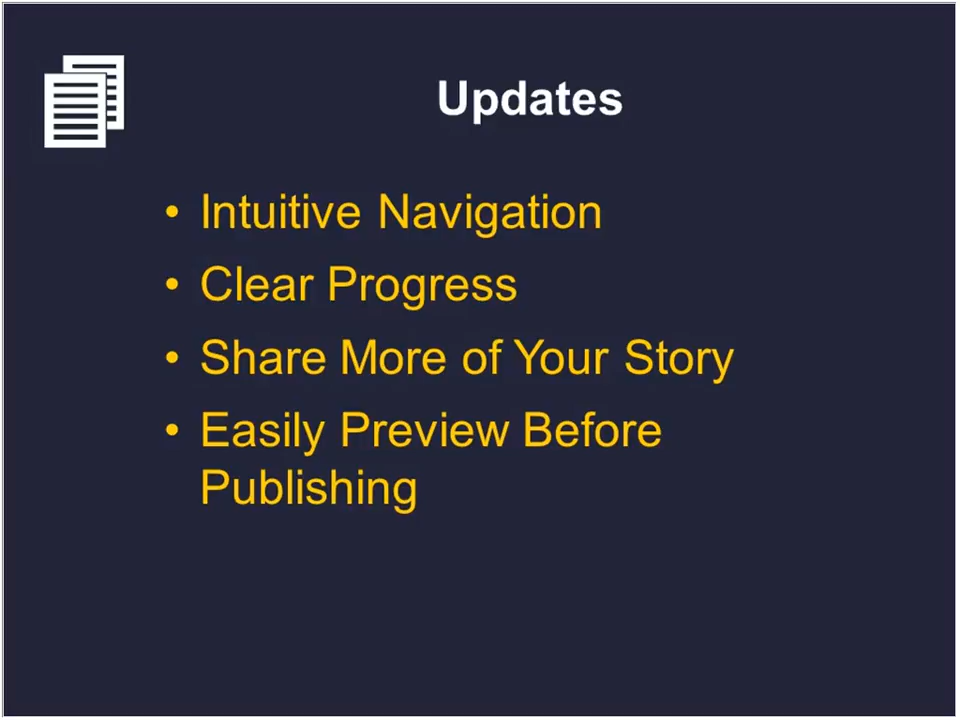 Updates
• Intuitive Navigation
• Clear Progress
• Share More of Your Story
• Easily Preview Before
Publishing